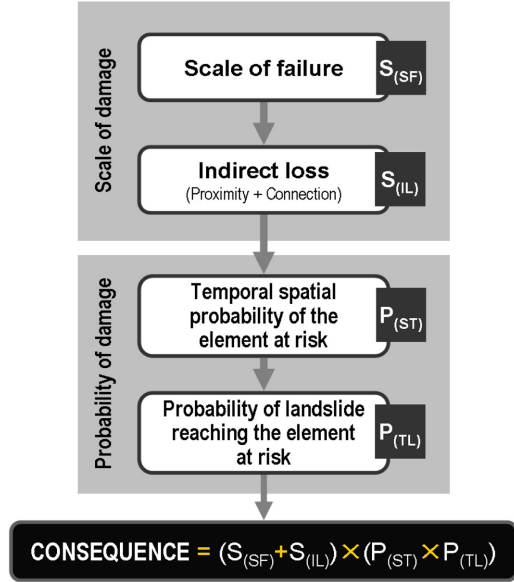 Scale of damage
Scale of failure
S(SF)
Indirect loss
(Proximity + Connection)
S(IL)
Probability of damage
Temporal spatial
probability of the
element at risk
P(ST)
Probability of landslide
reaching the element
at risk
P(TL)
CONSEQUENCE = (S(SF)+S(IL))×(P(ST)×P(TL))